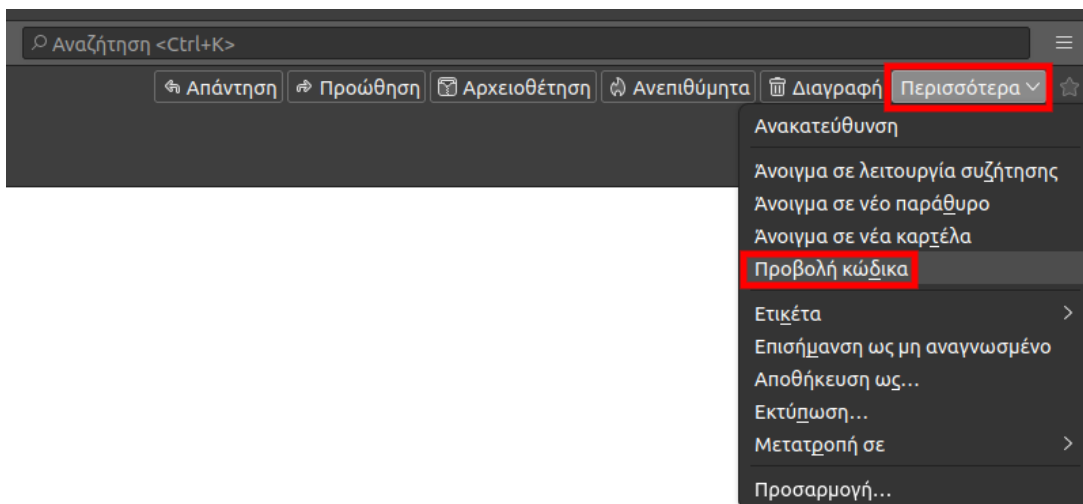 Αναζήτηση <Ctrl+K>
Απάντηση Προώθηση Αρχειοθέτηση Ανεπιθύμητα Διαγραφή Περισσότερα
Ανακατεύθυνση
Άνοιγμα σε λειτουργία συζήτησης
Άνοιγμα σε νέο παράθυρο
Άνοιγμα σε νέα καρτέλα
Προβολή κώδικα
Ετικέτα
Επισήμανση ως μη αναγνωσμένο
Αποθήκευση ως...
Εκτύπωση...
Μετατροπή σε
Προσαρμογή...